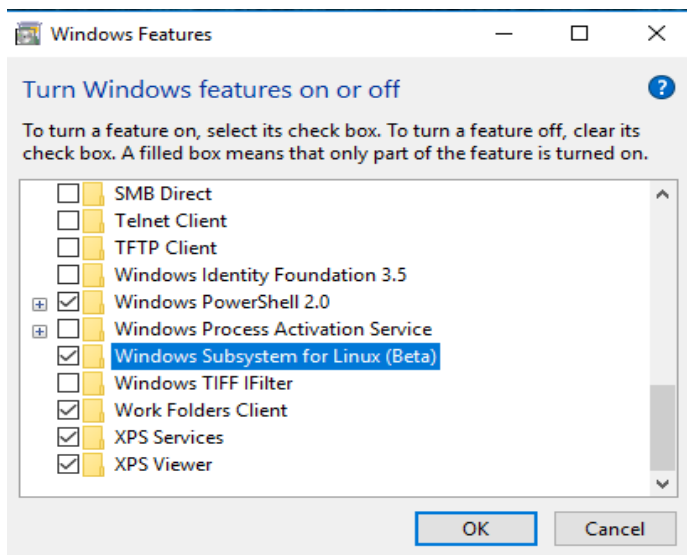 Windows Features
Turn Windows features on or off
?
To turn a feature on, select its check box. To turn a feature off, clear its
check box. A filled box means that only part of the feature is turned on.
SMB Direct
Telnet Client
TFTP Client
Windows Identity Foundation 3.5
Windows PowerShell 2.0
Windows Process Activation Service
Windows Subsystem for Linux (Beta)
Windows TIFF IFilter
Work Folders Client
XPS Services
XPS Viewer
OK Cancel